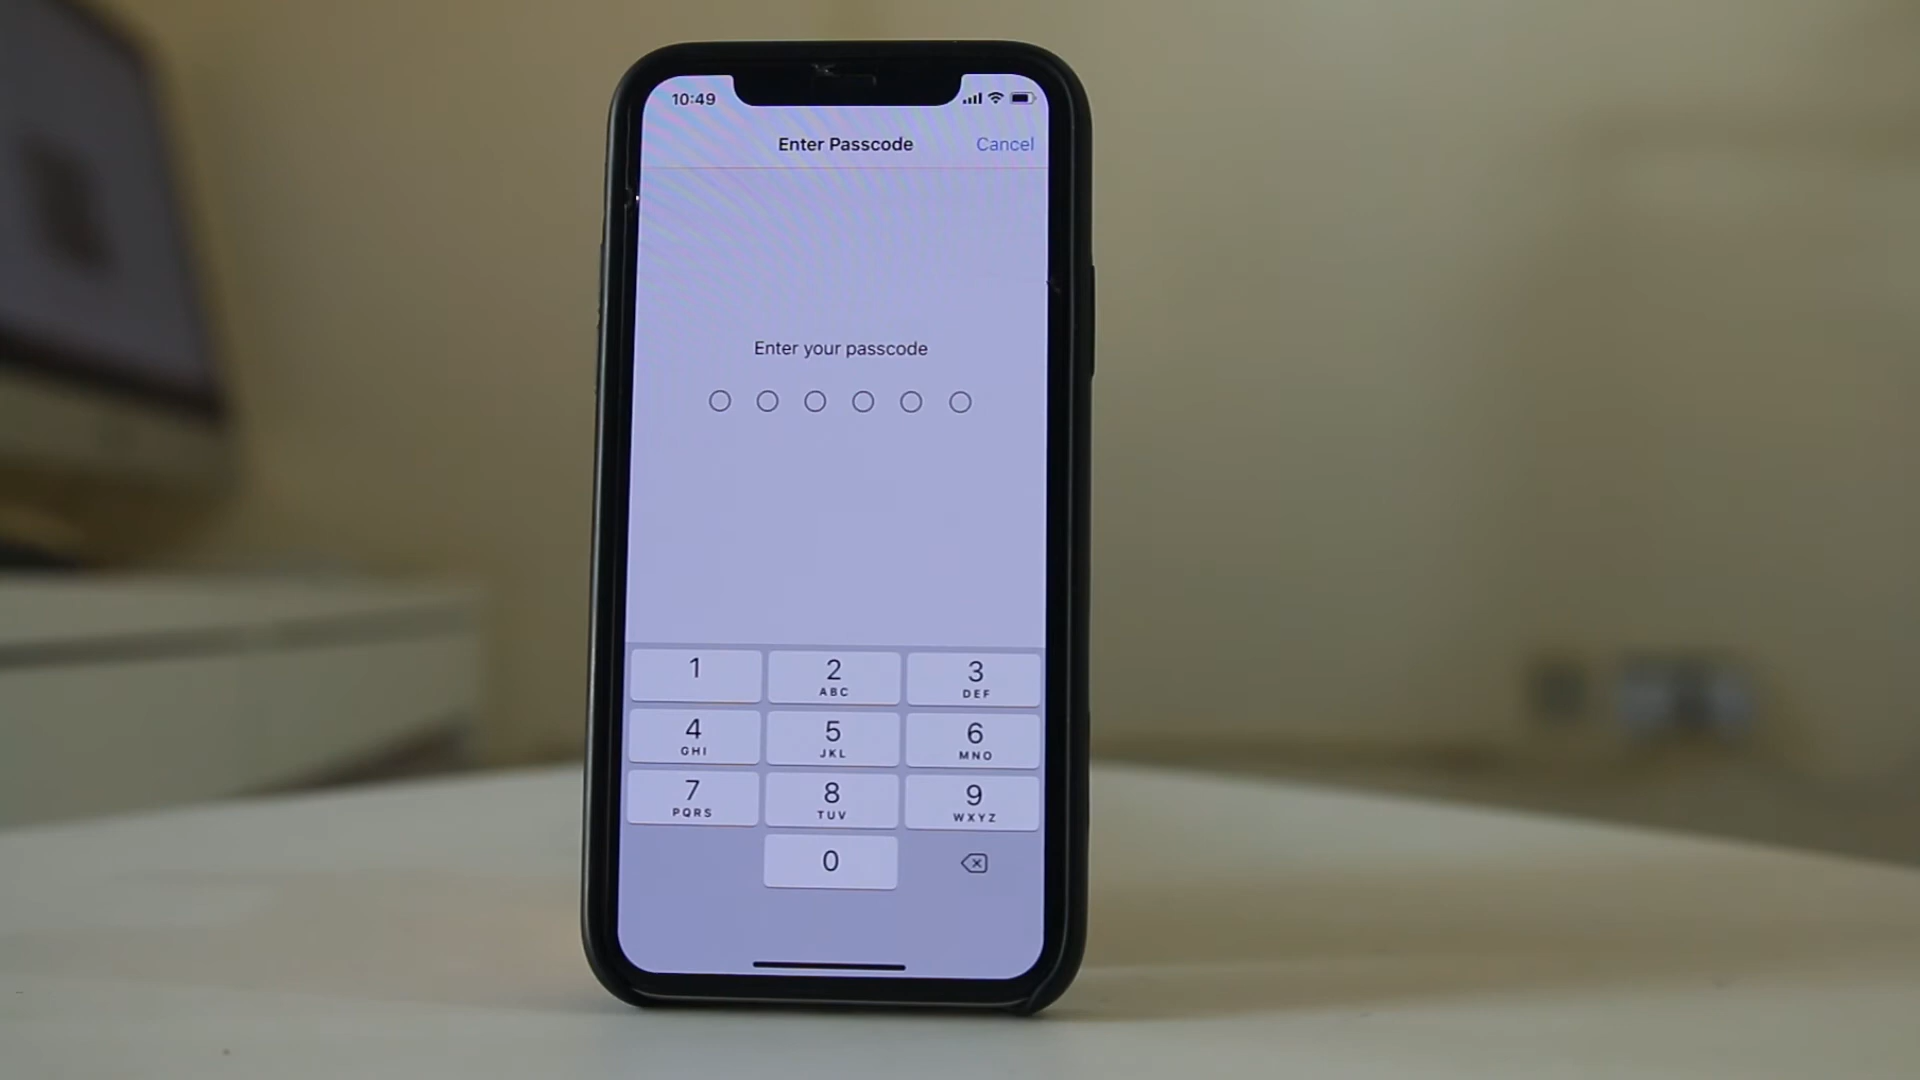 10:49
Enter Passcode Cancel
Enter your passcode
1 2 3
ABC DEF
4 5 6
GHI JKL MNO
7 8 9
PQRS TUV WXYZ
0